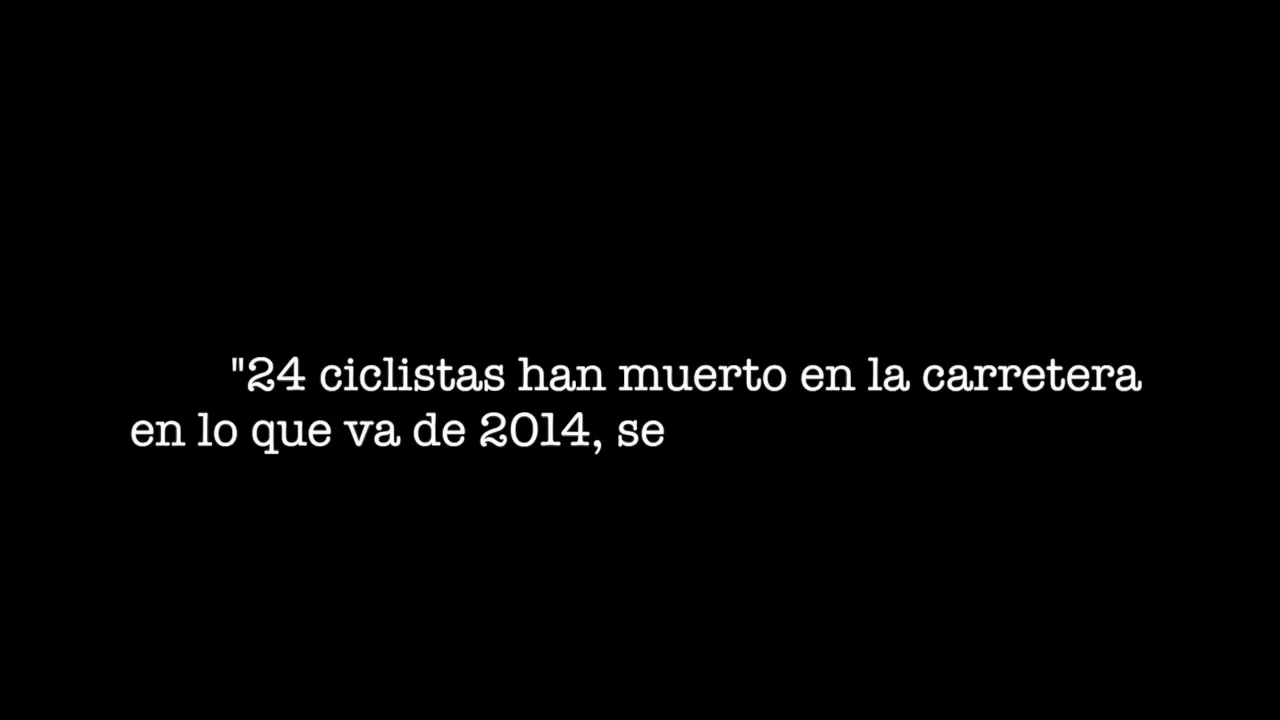 "24 ciclistas han muerto en la carretera
en lo que va de 2014, se